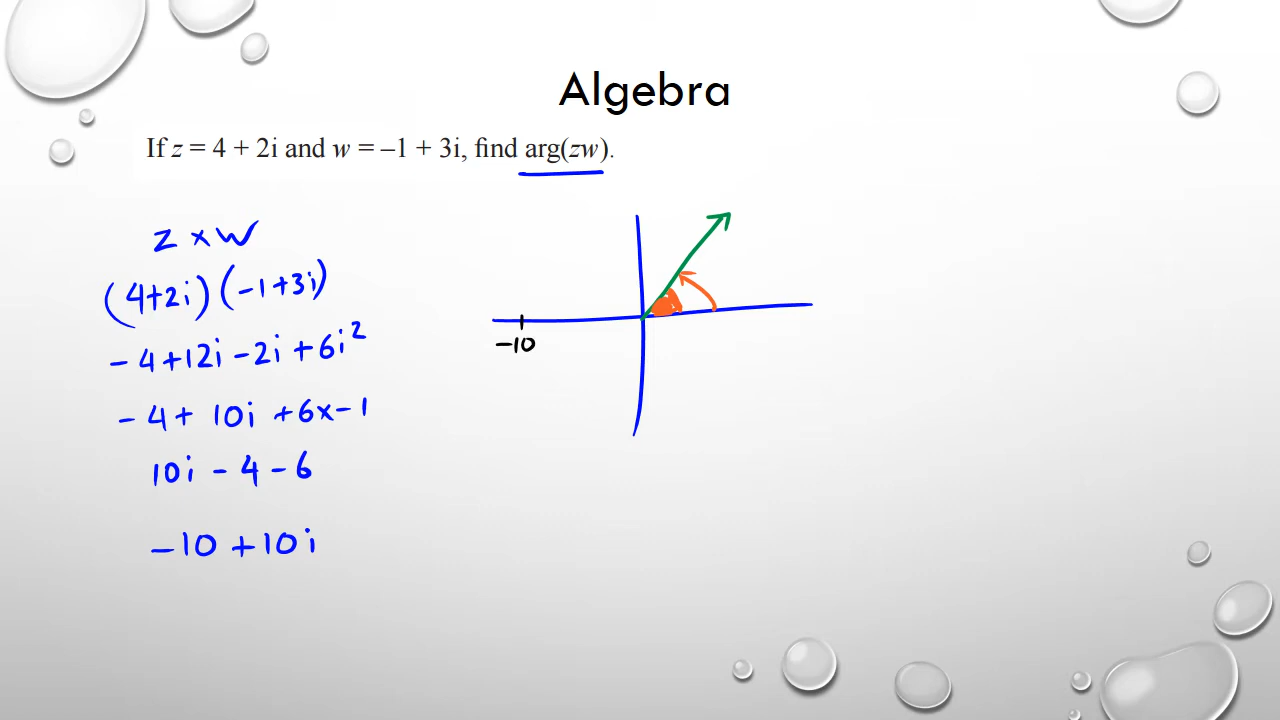 Algebra
If z = 4 + 2i and w = –1 + 3i, find arg(zw).
z × w
(4+2i)(-1+3i)
-4+12i-2i+6i²
-4+10i+6x-1
10i-4-6
-10+10i
-10